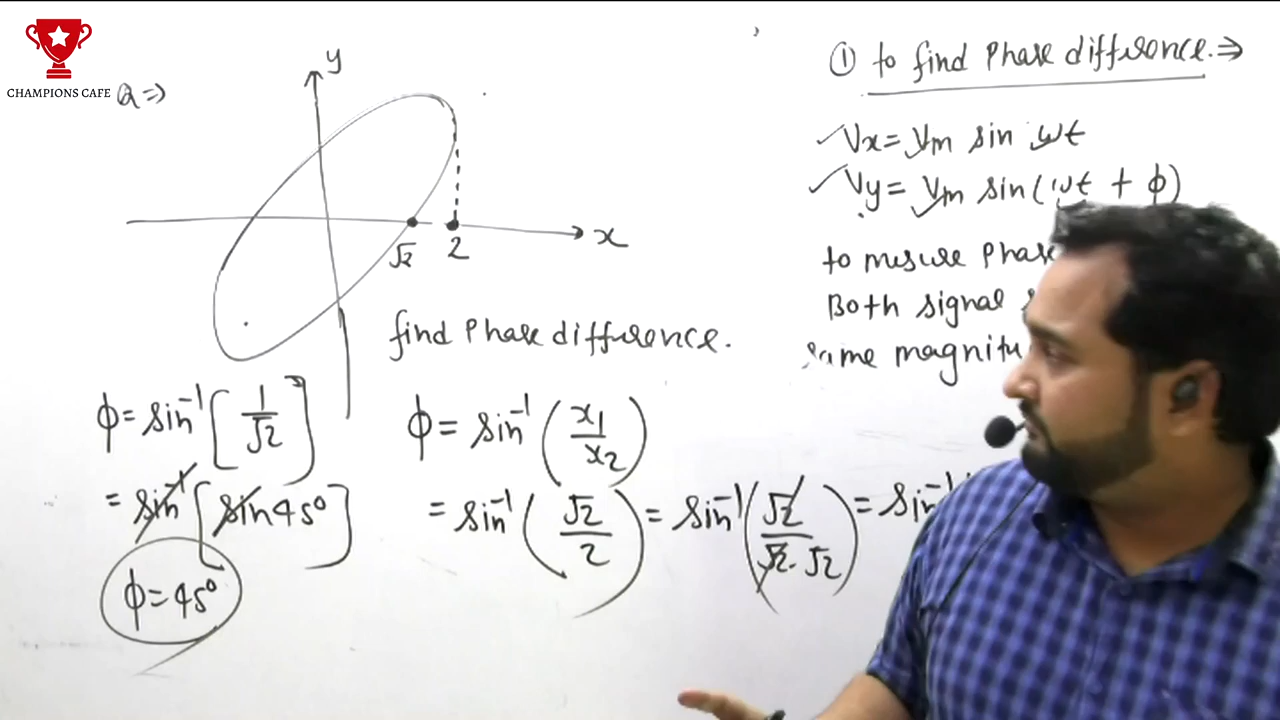 CHAMPIONS CAFE
Q ⇒
y
x
√2
2
find Phase difference.
① to find Phase difference. ⇒
✓ Vx = Vm sin ωt
✓ Vy = Vm sin(ωt + ϕ)
to mesure Phase
Both signal
same magnitu
ϕ = sin⁻¹[1/√2]
= sin⁻¹[sin 45°]
ϕ = 45°
ϕ = sin⁻¹(x₁/x₂)
= sin⁻¹(√2/2) = sin⁻¹(√2/√2·√2) = sin⁻¹